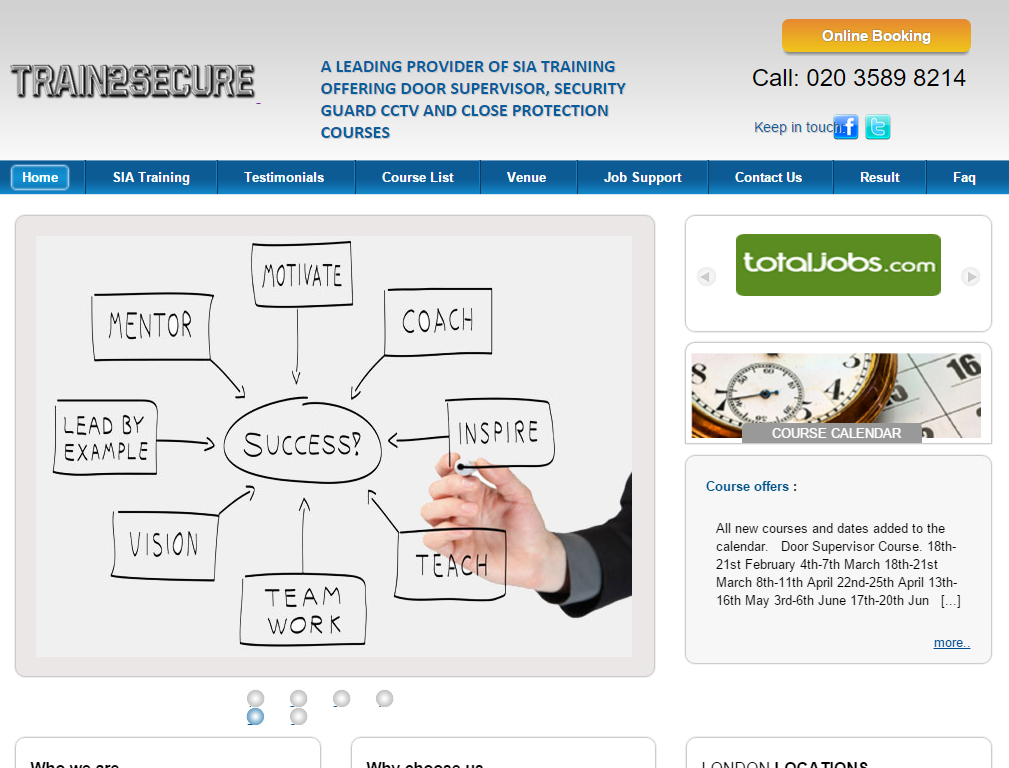 TRAIN2SECURE
A LEADING PROVIDER OF SIA TRAINING
OFFERING DOOR SUPERVISOR, SECURITY
GUARD CCTV AND CLOSE PROTECTION
COURSES
Online Booking
Call: 020 3589 8214
Keep in touch
f
t
Home
SIA Training
Testimonials
Course List
Venue
Job Support
Contact Us
Result
Faq
MOTIVATE
MENTOR
COACH
LEAD BY
EXAMPLE
SUCCESS?
INSPIRE
VISION
TEACH
TEAM
WORK
totaljobs.com
COURSE CALENDAR
Course offers :
All new courses and dates added to the
calendar. Door Supervisor Course. 18th-
21st February 4th-7th March 18th-21st
March 8th-11th April 22nd-25th April 13th-
16th May 3rd-6th June 17th-20th Jun [...]
more..
Who we are
Why choose us
LONDON LOCATIONS